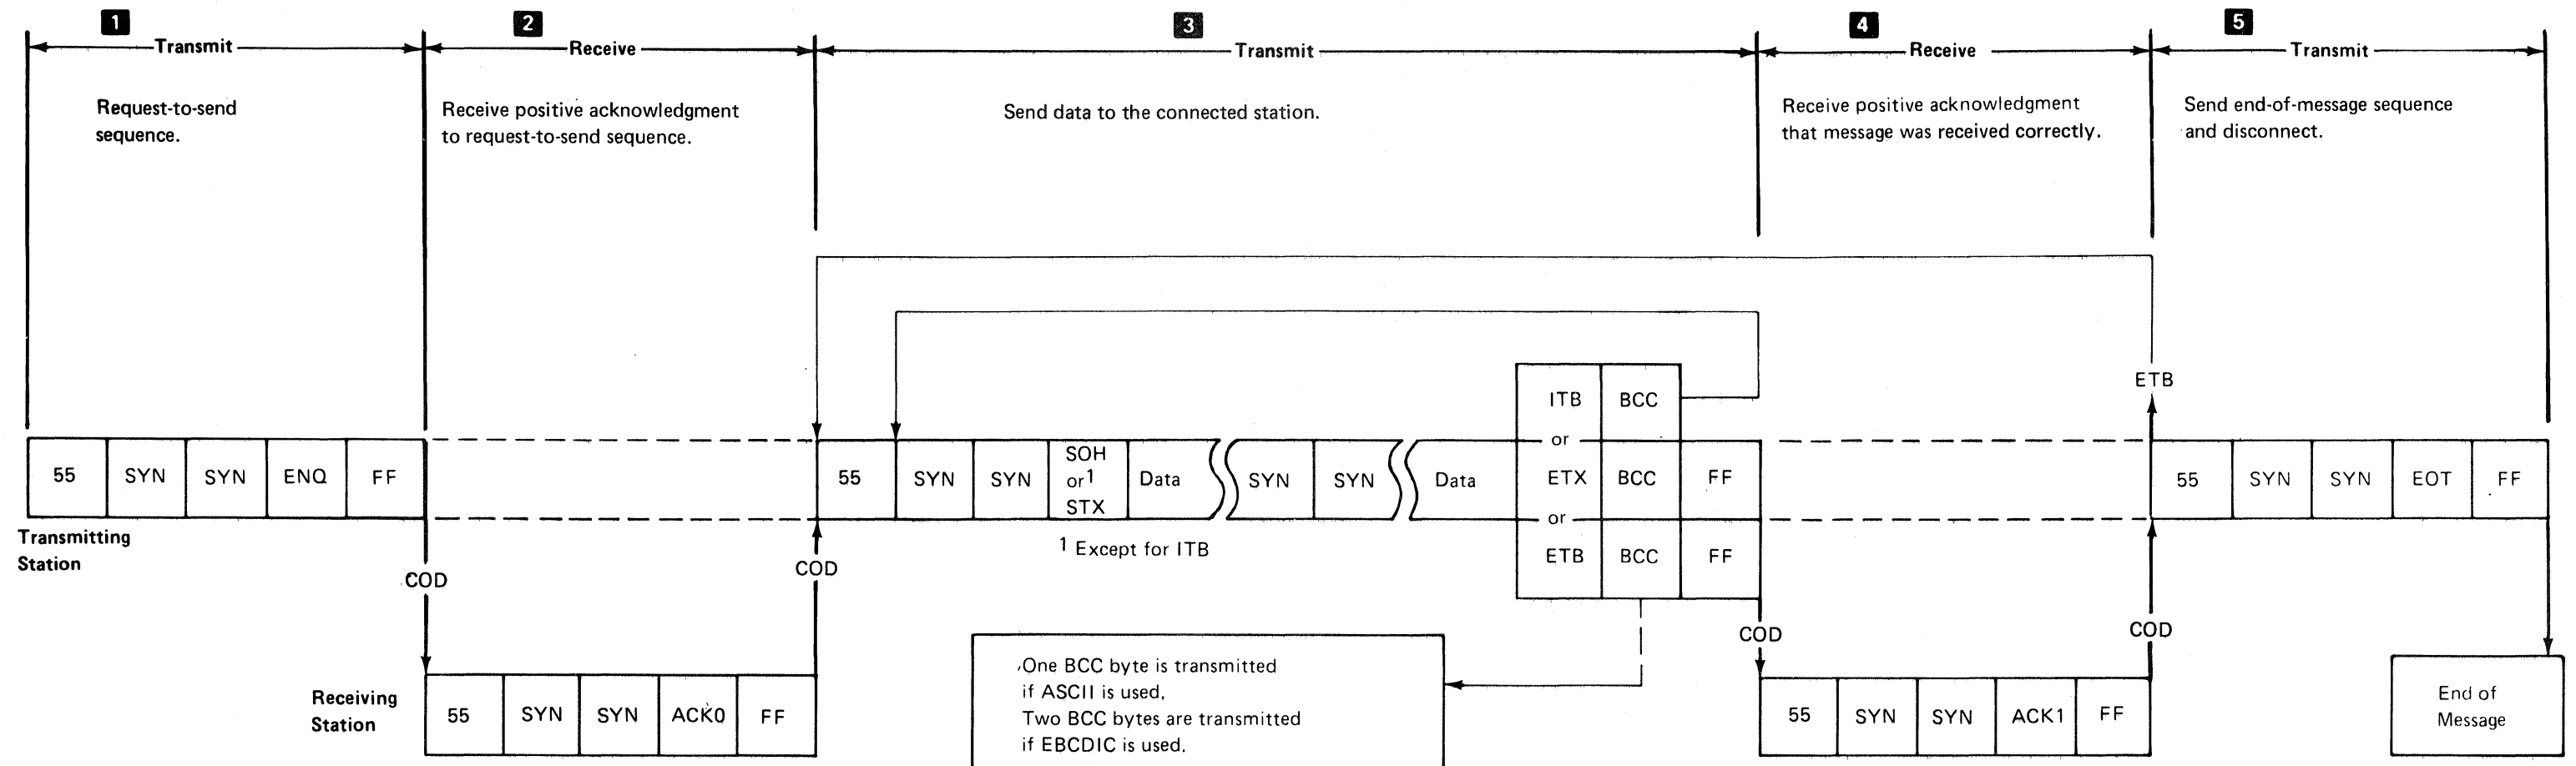 1 2 3 4 5
Transmit Receive Transmit Receive Transmit
Request-to-send
sequence.
Receive positive acknowledgment
to request-to-send sequence.
Send data to the connected station.
Receive positive acknowledgment
that message was received correctly.
Send end-of-message sequence
and disconnect.
ETB
ITB BCC
or
55 SYN SYN ENQ FF
55 SYN SYN
SOH
or1
STX
Data SYN SYN Data ETX BCC FF
or
ETB BCC FF
55 SYN SYN EOT FF
Transmitting
Station
1 Except for ITB
COD
COD
COD
COD
One BCC byte is transmitted
if ASCII is used.
Two BCC bytes are transmitted
if EBCDIC is used.
Receiving
Station
55 SYN SYN ACK0 FF
55 SYN SYN ACK1 FF
End of
Message